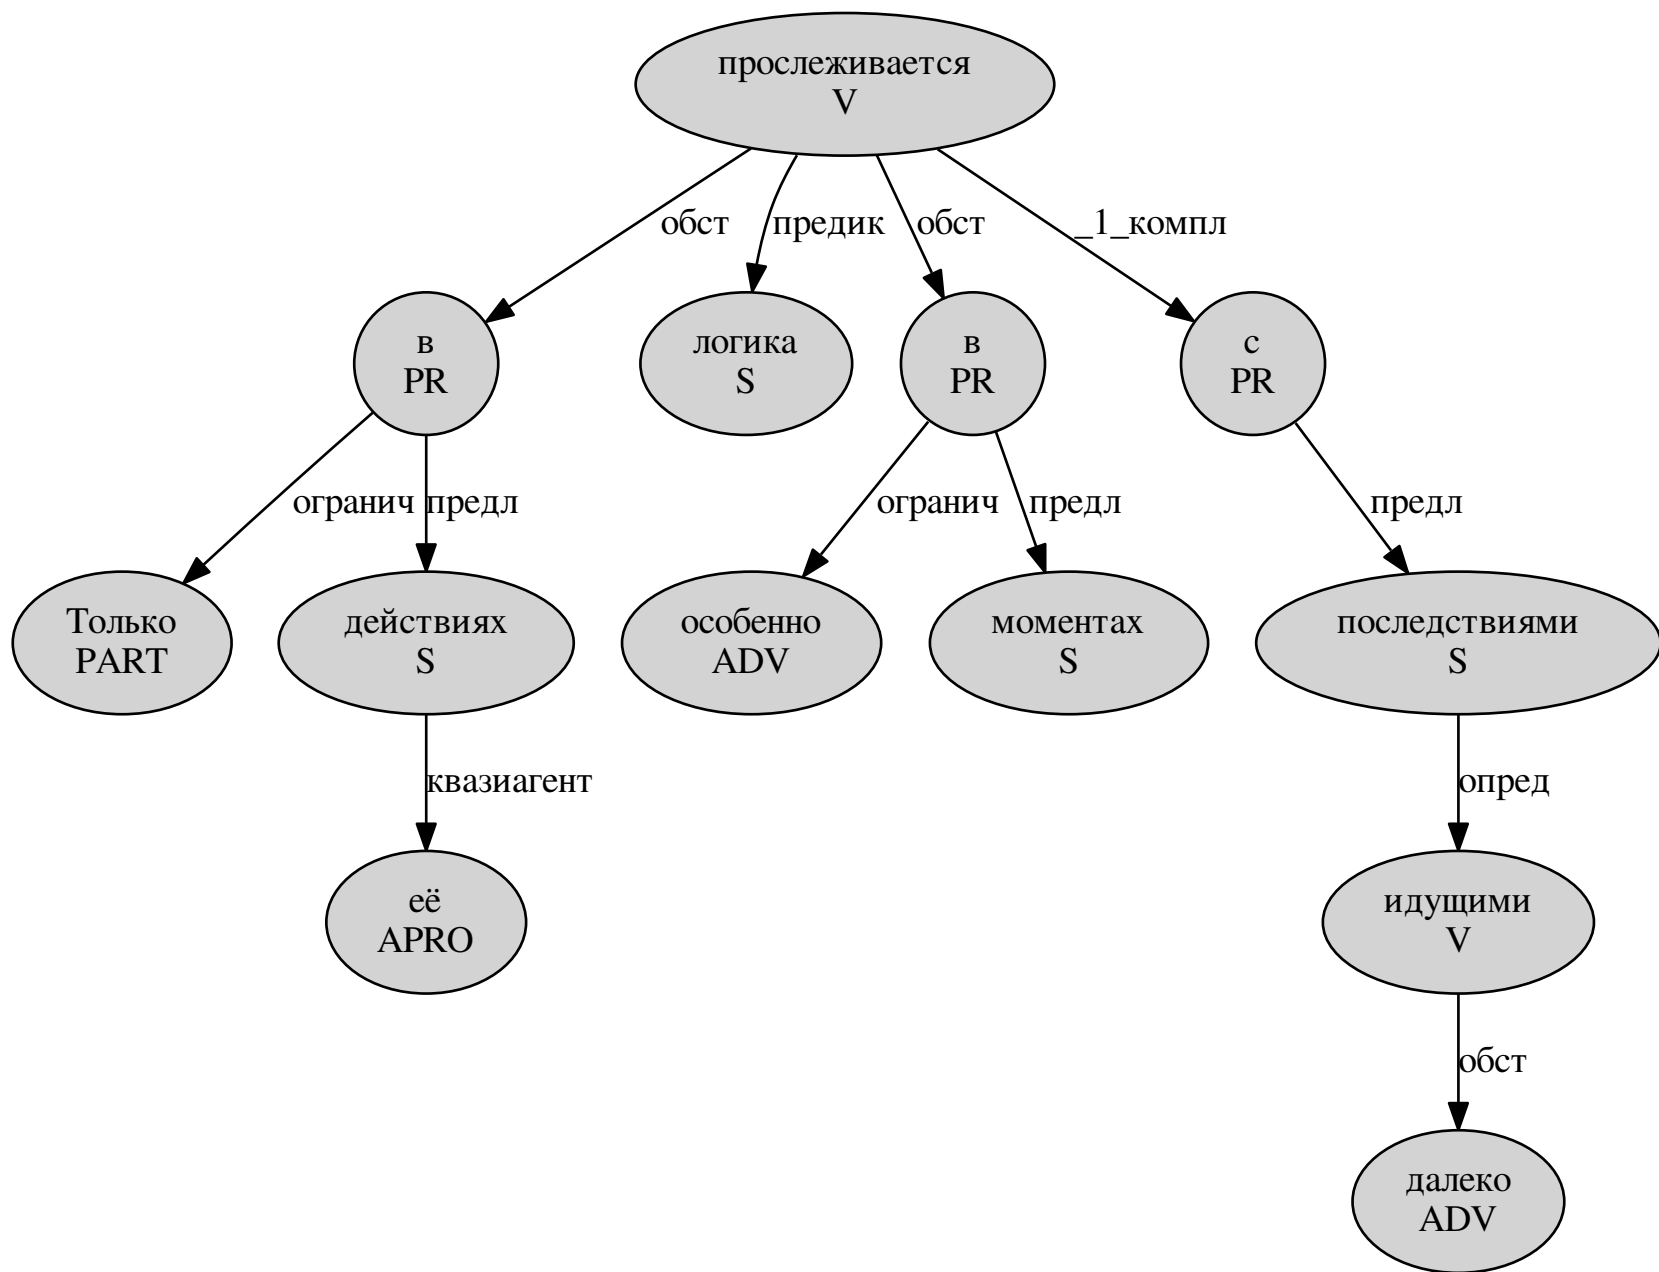 прослеживается
V
обст
предик
обст
_1_компл
в
PR
логика
S
в
PR
с
PR
огранич
предл
огранич
предл
предл
Только
PART
действиях
S
особенно
ADV
моментах
S
последствиями
S
квазиагент
опред
её
APRO
идущими
V
обст
далеко
ADV